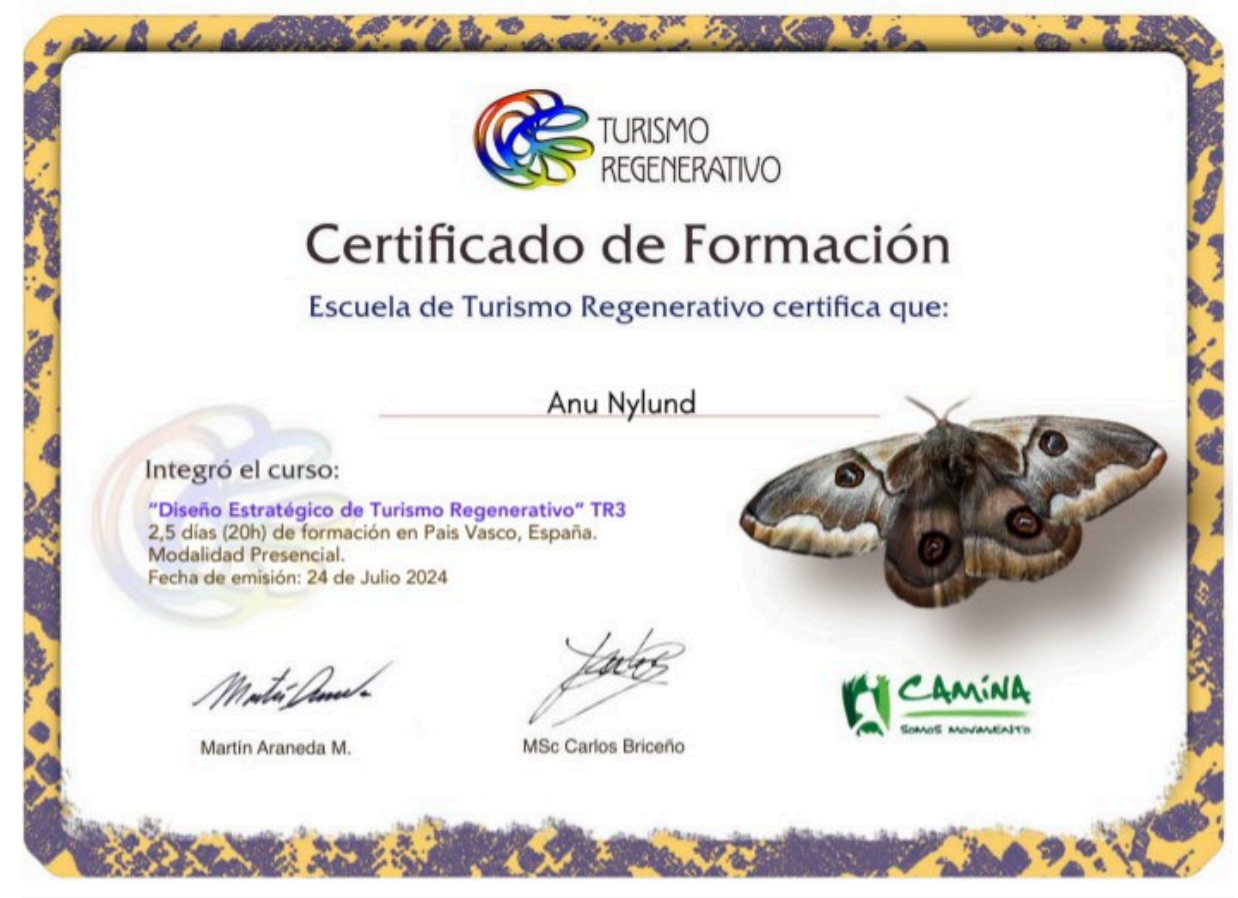 TURISMO
REGENERATIVO
Certificado de Formación
Escuela de Turismo Regenerativo certifica que:
Anu Nylund
Integró el curso:
"Diseño Estratégico de Turismo Regenerativo" TR3
2,5 días (20h) de formación en Pais Vasco, España.
Modalidad Presencial.
Fecha de emisión: 24 de Julio 2024
Martín Araneda M.
MSc Carlos Briceño
CAMiNA
SOMOS MOVIMIENTO